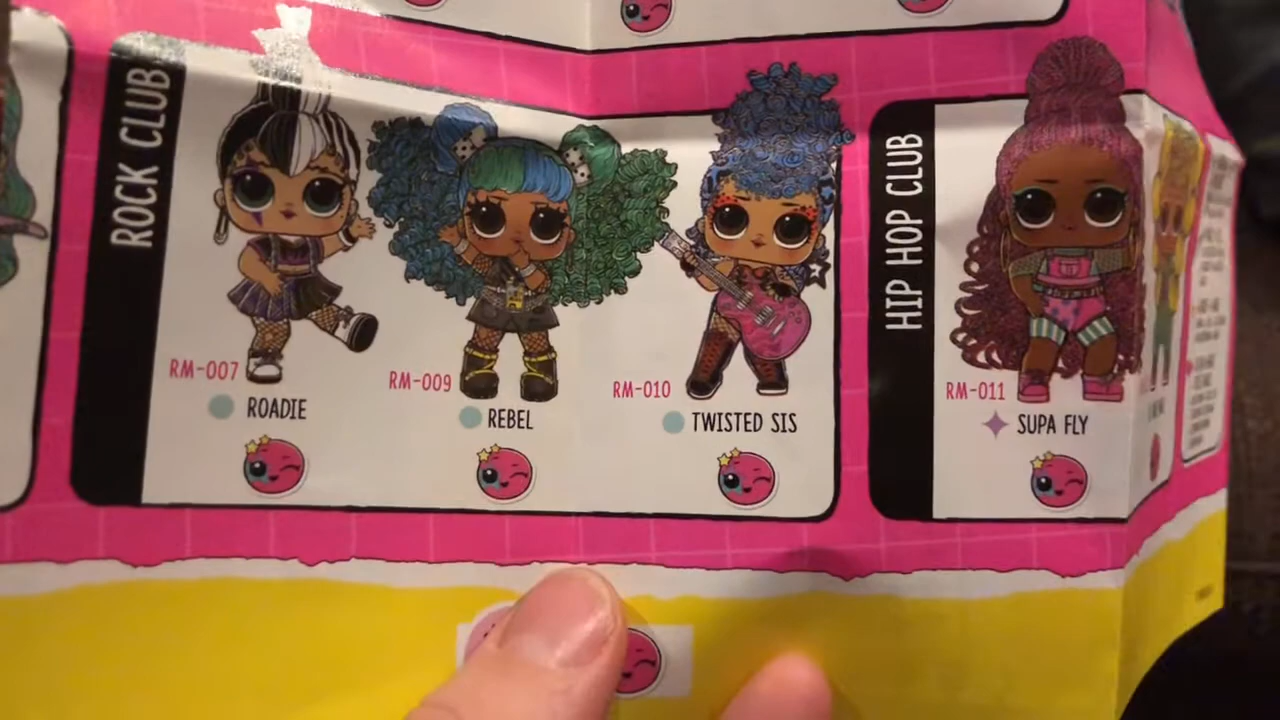 ROCK CLUB
RM-007
ROADIE
RM-009
REBEL
RM-010
TWISTED SIS
HIP HOP CLUB
RM-011
SUPA FLY